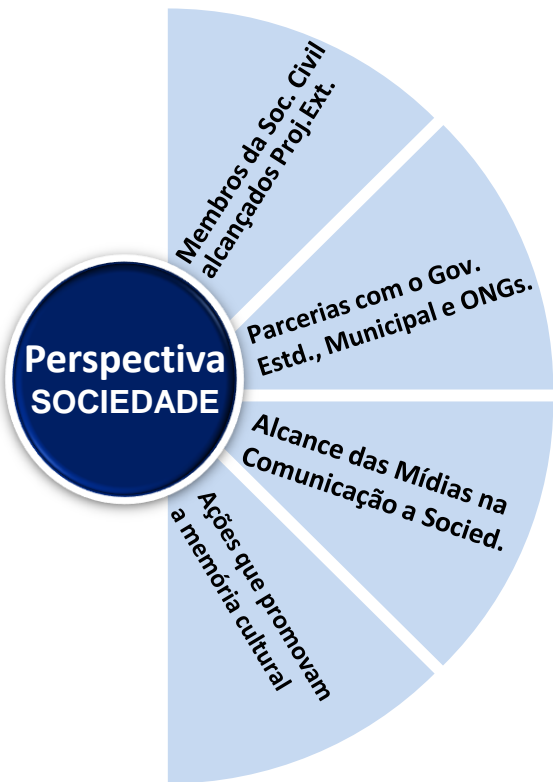 Membros da Soc. Civil
alcançados Proj.Ext.
Parcerias com o Gov.
Estd., Municipal e ONGs.
Perspectiva
SOCIEDADE
Alcance das Mídias na
Comunicação a Socied.
Ações que promovam
a memória cultural